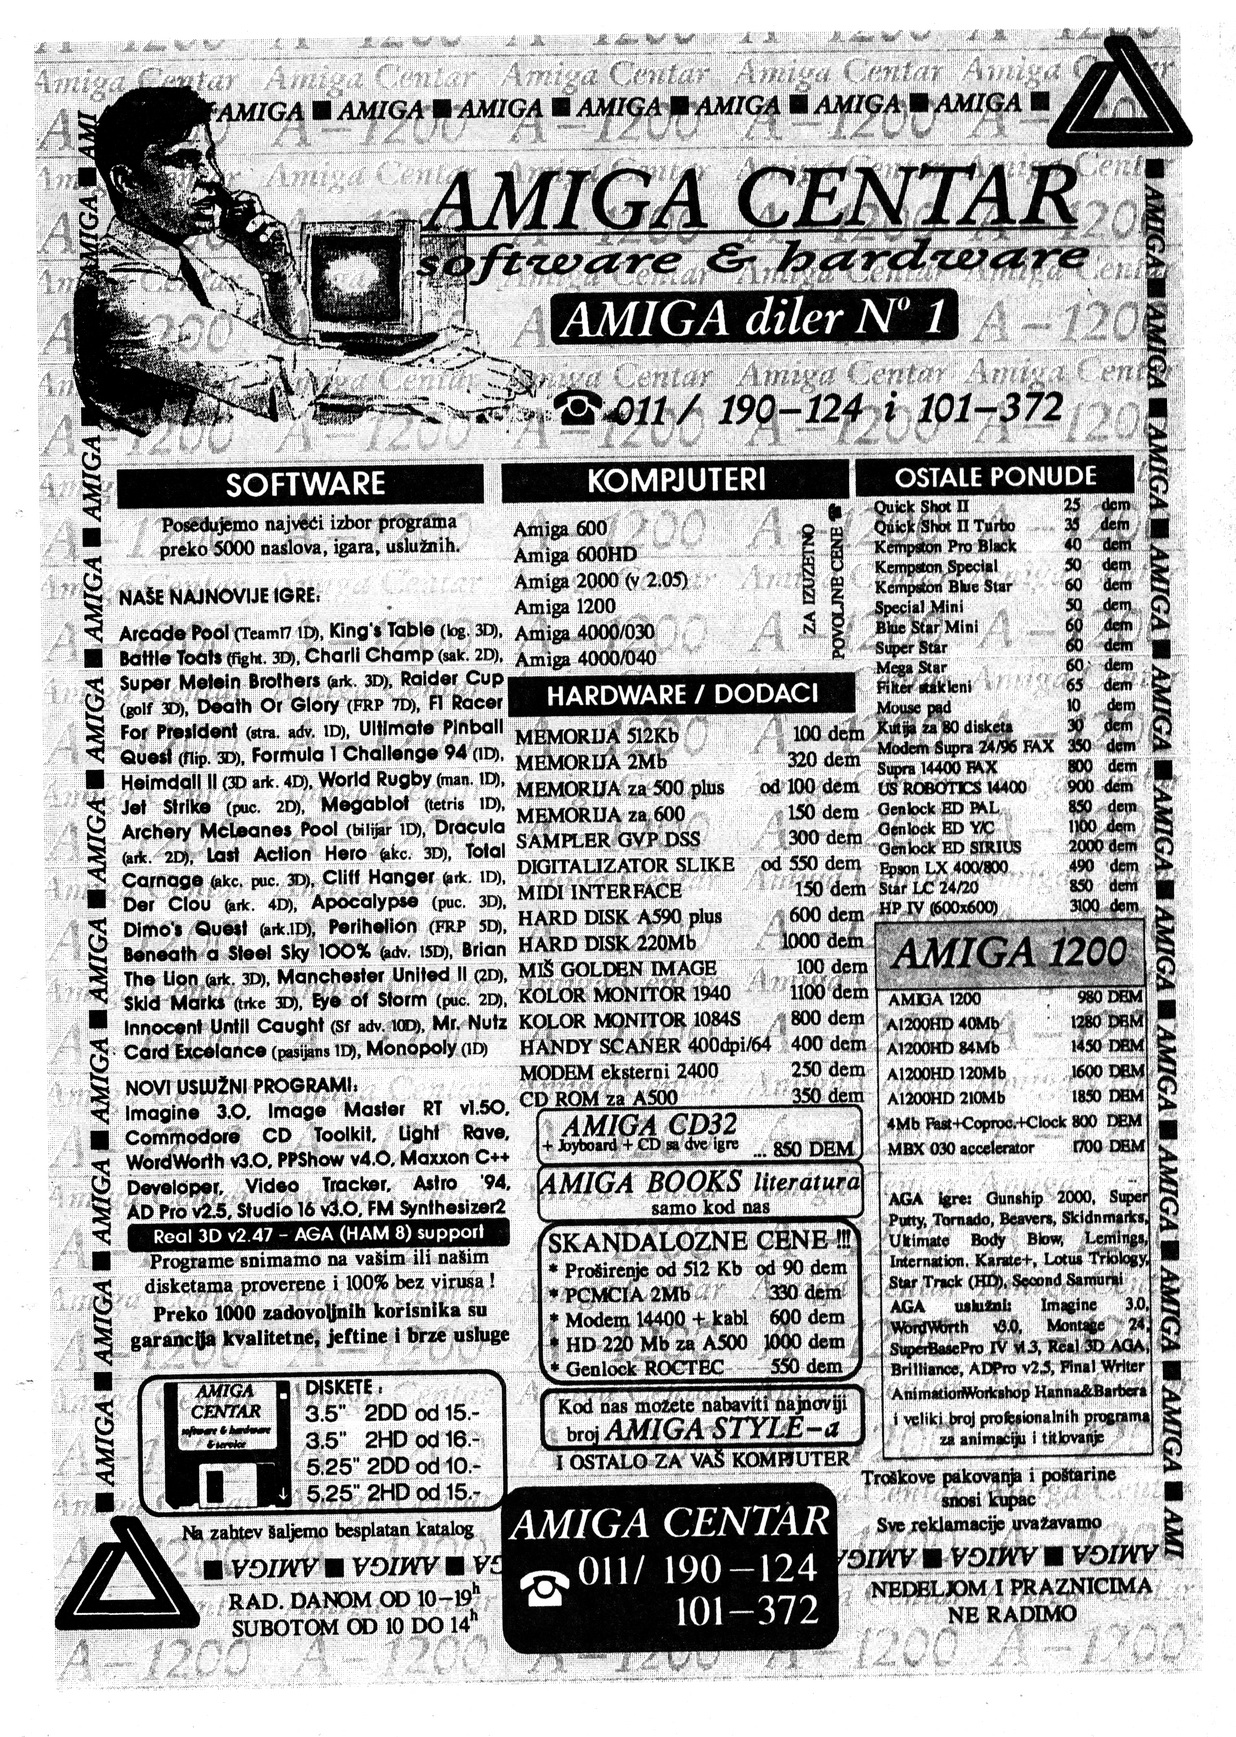 AMIGA ■ AMIGA ■ AMIGA ■ AMIGA ■ AMIGA ■ AMIGA ■ AMIGA ■
AMIGA CENTAR
software & hardware
AMIGA diler Nº 1
011/ 190-124 i 101-372
SOFTWARE
Posedujemo najveći izbor programa
preko 5000 naslova, igara, uslužnih.
NAŠE NAJNOVIJE IGRE:
Arcade Pool (Team17 1D), King's Table (log. 3D),
Battle Toats (fight. 3D), Charli Champ (sak. 2D),
Super Metein Brothers (ark. 3D), Raider Cup
(golf 3D), Death Or Glory (FRP 7D), F1 Racer
For President (stra. adv. 1D), Ultimate Pinball
Quest (flip. 3D), Formula 1 Challenge 94 (1D),
Heimdall II (3D ark. 4D), World Rugby (man. 1D),
Jet Strike (puc. 2D), Megablot (tetris 1D),
Archery McLeanes Pool (bilijar 1D), Dracula
(ark. 2D), Last Action Hero (akc. 3D), Total
Carnage (akc. puc. 3D), Cliff Hanger (ark. 1D),
Der Clou (ark. 4D), Apocalypse (puc. 3D),
Dimo's Quest (ark.1D), Perihelion (FRP 5D),
Beneath a Steel Sky 100% (adv. 15D), Brian
The Lion (ark. 3D), Manchester United II (2D),
Skid Marks (trke 3D), Eye of Storm (puc. 2D),
Innocent Until Caught (Sf adv. 10D), Mr. Nutz
Card Excelance (pasijans 1D), Monopoly (1D)
NOVI USLUŽNI PROGRAMI:
Imagine 3.0, Image Master RT v1.50,
Commodore CD Toolkit, Light Rave,
WordWorth v3.0, PPShow v4.0, Maxxon C++
Developer, Video Tracker, Astro '94,
AD Pro v2.5, Studio 16 v3.0, FM Synthesizer2
Real 3D v2.47 - AGA (HAM 8) support
Programe snimamo na vašim ili našim
disketama proverene i 100% bez virusa !
Preko 1000 zadovoljnih korisnika su
garancija kvalitetne, jeftine i brze usluge
AMIGA
CENTAR
software & hardware
& service
DISKETE :
3.5" 2DD od 15.-
3.5" 2HD od 16.-
5.25" 2DD od 10.-
5.25" 2HD od 15.-
Na zahtev šaljemo besplatan katalog
RAD. DANOM OD 10-19h
SUBOTOM OD 10 DO 14h
KOMPJUTERI
Amiga 600
Amiga 600HD
Amiga 2000 (v 2.05)
Amiga 1200
Amiga 4000/030
Amiga 4000/040
ZA IZUZETNO
POVOLJNE CENE
HARDWARE / DODACI
MEMORIJA 512Kb 100 dem
MEMORIJA 2Mb 320 dem
MEMORIJA za 500 plus od 100 dem
MEMORIJA za 600 150 dem
SAMPLER GVP DSS 300 dem
DIGITALIZATOR SLIKE od 550 dem
MIDI INTERFACE 150 dem
HARD DISK A590 plus 600 dem
HARD DISK 220Mb 1000 dem
MIŠ GOLDEN IMAGE 100 dem
KOLOR MONITOR 1940 1100 dem
KOLOR MONITOR 1084S 800 dem
HANDY SCANER 400dpi/64 400 dem
MODEM eksterni 2400 250 dem
CD ROM za A500 350 dem
AMIGA CD32
+ Joyboard + CD sa dve igre ... 850 DEM
AMIGA BOOKS literatura
samo kod nas
SKANDALOZNE CENE !!!
* Proširenje od 512 Kb od 90 dem
* PCMCIA 2Mb 330 dem
* Modem 14400 + kabl 600 dem
* HD 220 Mb za A500 1000 dem
* Genlock ROCTEC 550 dem
Kod nas možete nabaviti najnoviji
broj AMIGA STYLE-a
I OSTALO ZA VAŠ KOMPJUTER
AMIGA CENTAR
011/ 190-124
101-372
OSTALE PONUDE
Quick Shot II 25 dem
Quick Shot II Turbo 35 dem
Kempston Pro Black 40 dem
Kempston Special 50 dem
Kempston Blue Star 60 dem
Special Mini 50 dem
Blue Star Mini 60 dem
Super Star 60 dem
Mega Star 60 dem
Filter stakleni 65 dem
Mouse pad 10 dem
Kutija za 80 disketa 30 dem
Modem Supra 24/96 FAX 350 dem
Supra 14400 FAX 800 dem
US ROBOTICS 14400 900 dem
Genlock ED PAL 850 dem
Genlock ED Y/C 1100 dem
Genlock ED SIRIUS 2000 dem
Epson LX 400/800 490 dem
Star LC 24/20 850 dem
HP IV (600x600) 3100 dem
AMIGA 1200
AMIGA 1200 980 DEM
A1200HD 40Mb 1280 DEM
A1200HD 84Mb 1450 DEM
A1200HD 120Mb 1600 DEM
A1200HD 210Mb 1850 DEM
4Mb Fast+Coproc.+Clock 800 DEM
MBX 030 accelerator 1700 DEM
AGA igre: Gunship 2000, Super
Putty, Tornado, Beavers, Skidnmarks,
Ultimate Body Blow, Lemings,
Internation, Karate+, Lotus Triology,
Star Track (HD), Second Samurai
AGA uslužni: Imagine 3.0,
WordWorth v3.0, Montage 24,
SuperBasePro IV v1.3, Real 3D AGA,
Brilliance, ADPro v2.5, Final Writer
AnimationWorkshop Hanna&Barbera
i veliki broj profesionalnih programa
za animaciju i titlovanje
Troškove pakovanja i poštarine
snosi kupac
Sve reklamacije uvažavamo
NEDELJOM I PRAZNICIMA
NE RADIMO